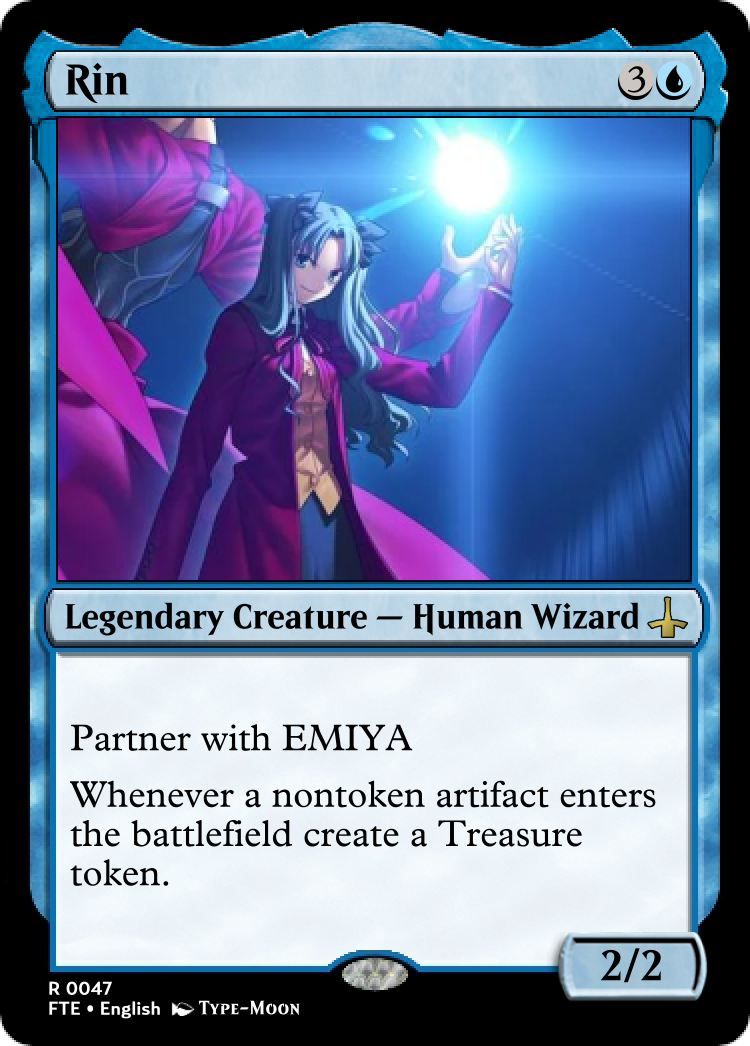 Rin 3
Legendary Creature — Human Wizard
Partner with EMIYA
Whenever a nontoken artifact enters
the battlefield create a Treasure
token.
2/2
R 0047
FTE • English Type-Moon